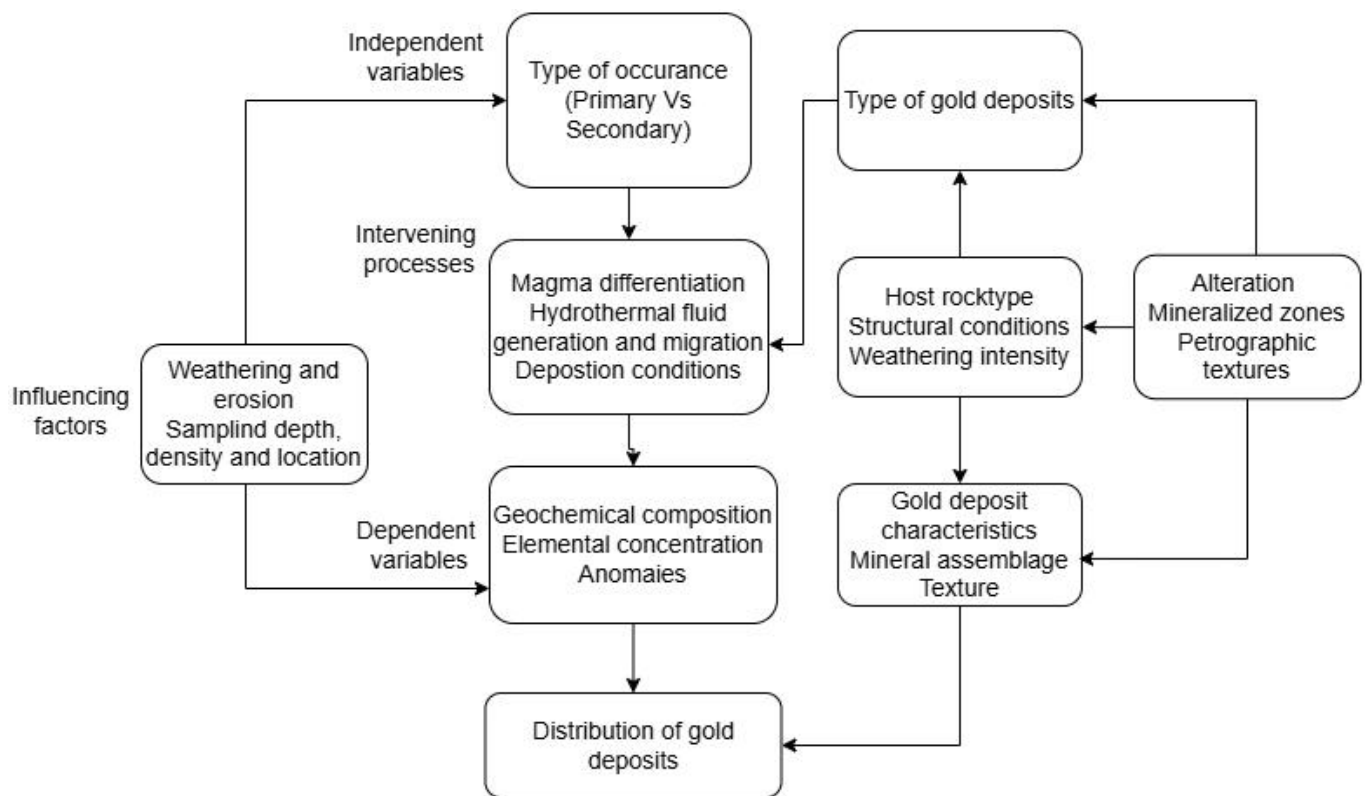 Independent
variables
Type of occurance
(Primary Vs
Secondary)
Type of gold deposits
Intervening
processes
Magma differentiation
Hydrothermal fluid
generation and migration
Depostion conditions
Host rocktype
Structural conditions
Weathering intensity
Alteration
Mineralized zones
Petrographic
textures
Influencing
factors
Weathering and
erosion
Samplind depth,
density and location
Dependent
variables
Geochemical composition
Elemental concentration
Anomaies
Gold deposit
characteristics
Mineral assemblage
Texture
Distribution of gold
deposits